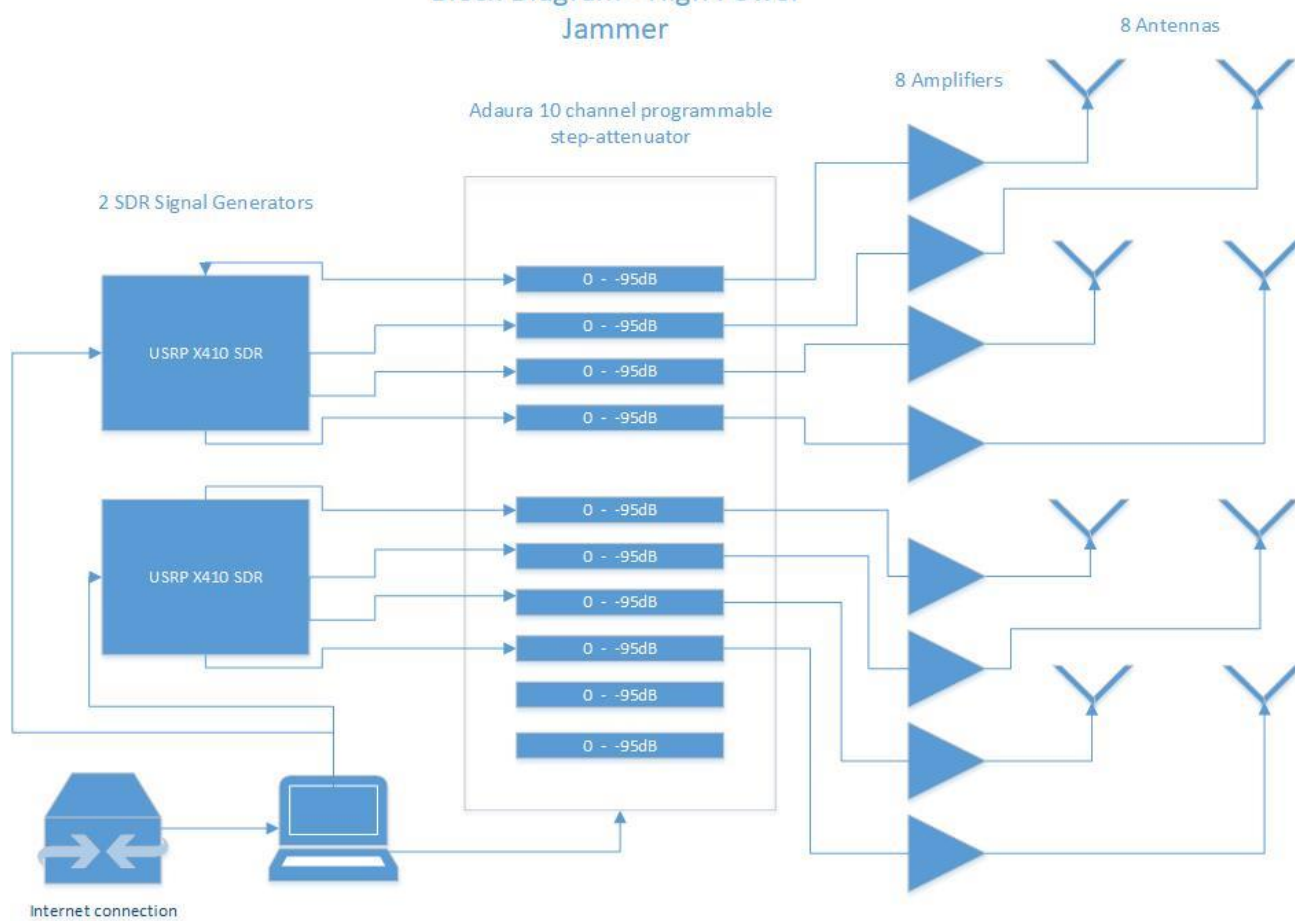 Jammer
8 Antennas
8 Amplifiers
Adaura 10 channel programmable
step-attenuator
2 SDR Signal Generators
USRP X410 SDR
USRP X410 SDR
0 - -95dB
0 - -95dB
0 - -95dB
0 - -95dB
0 - -95dB
0 - -95dB
0 - -95dB
0 - -95dB
0 - -95dB
0 - -95dB
Internet connection